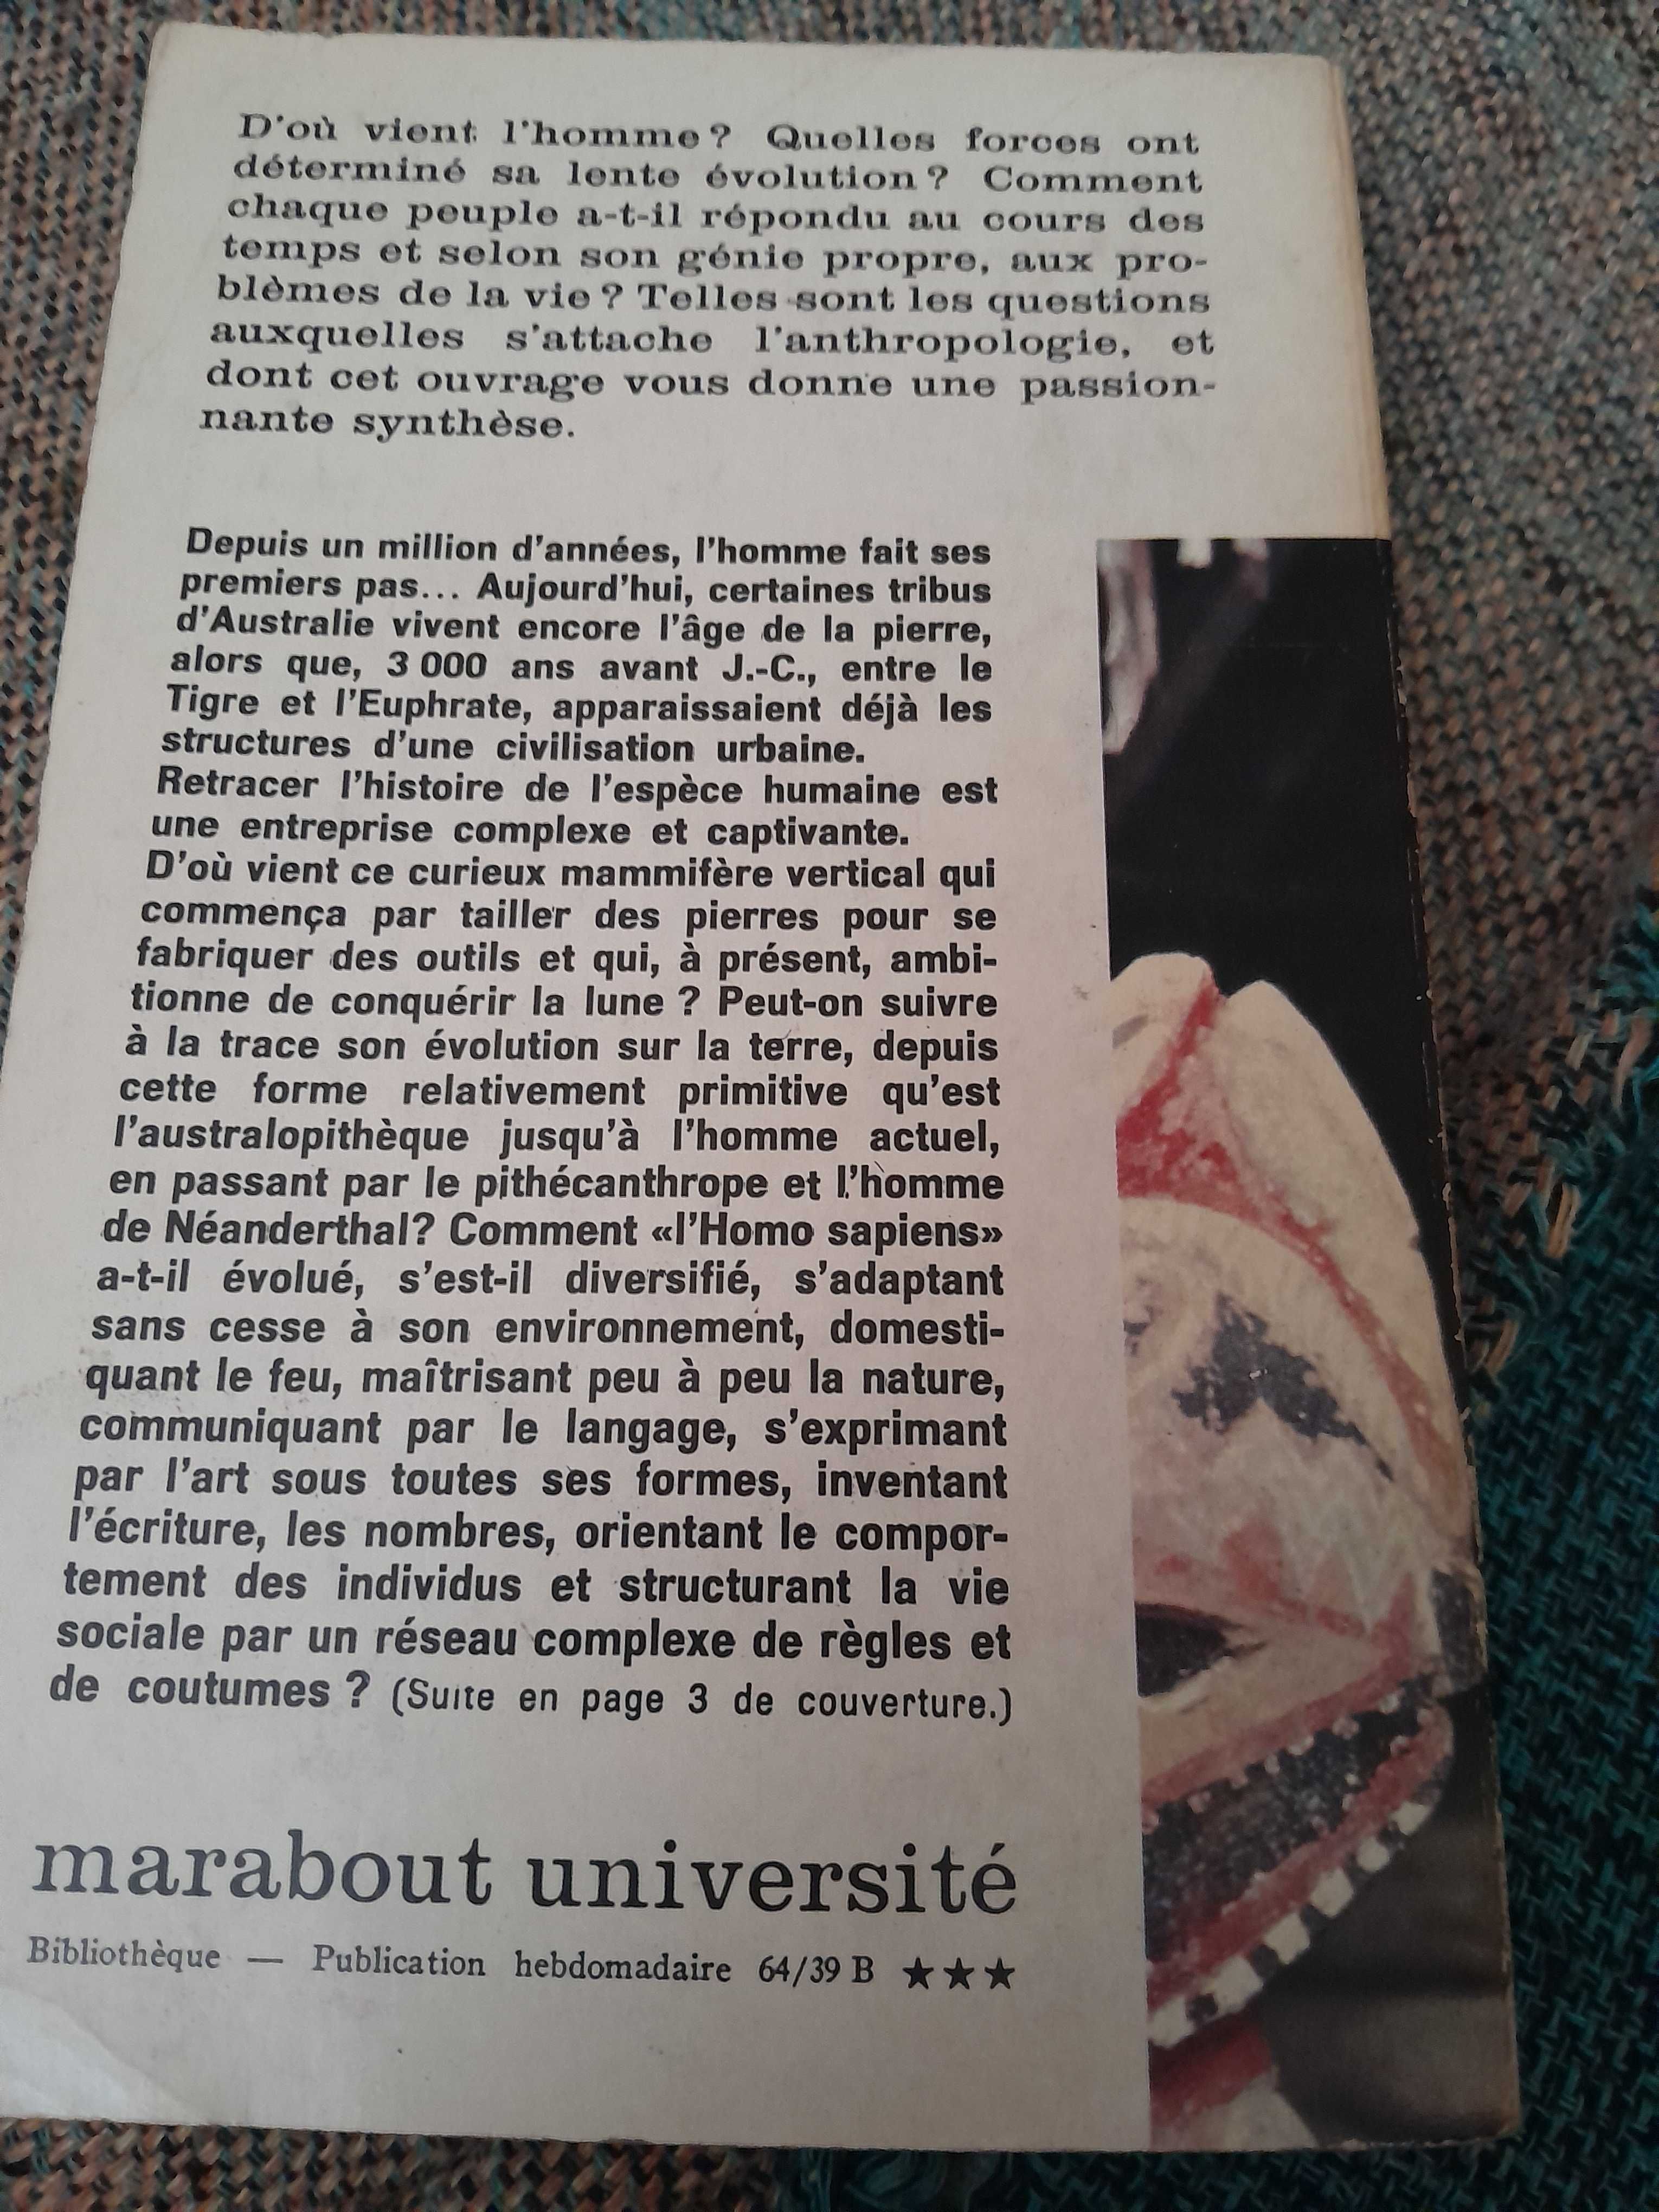 D'où vient l'homme? Quelles forces ont
déterminé sa lente évolution? Comment
chaque peuple a-t-il répondu au cours des
temps et selon son génie propre, aux pro-
blèmes de la vie? Telles sont les questions
auxquelles s'attache l'anthropologie, et
dont cet ouvrage vous donne une passion-
nante synthèse.
Depuis un million d'années, l'homme fait ses
premiers pas... Aujourd'hui, certaines tribus
d'Australie vivent encore l'âge de la pierre,
alors que, 3 000 ans avant J.-C., entre le
Tigre et l'Euphrate, apparaissaient déjà les
structures d'une civilisation urbaine.
Retracer l'histoire de l'espèce humaine est
une entreprise complexe et captivante.
D'où vient ce curieux mammifère vertical qui
commença par tailler des pierres pour se
fabriquer des outils et qui, à présent, ambi-
tionne de conquérir la lune ? Peut-on suivre
à la trace son évolution sur la terre, depuis
cette forme relativement primitive qu'est
l'australopithèque jusqu'à l'homme actuel,
en passant par le pithécanthrope et l'homme
de Néanderthal? Comment «l'Homo sapiens»
a-t-il évolué, s'est-il diversifié, s'adaptant
sans cesse à son environnement, domesti-
quant le feu, maîtrisant peu à peu la nature,
communiquant par le langage, s'exprimant
par l'art sous toutes ses formes, inventant
l'écriture, les nombres, orientant le compor-
tement des individus et structurant la vie
sociale par un réseau complexe de règles et
de coutumes ? (Suite en page 3 de couverture.)
marabout université
Bibliothèque — Publication hebdomadaire 64/39 B ★★★